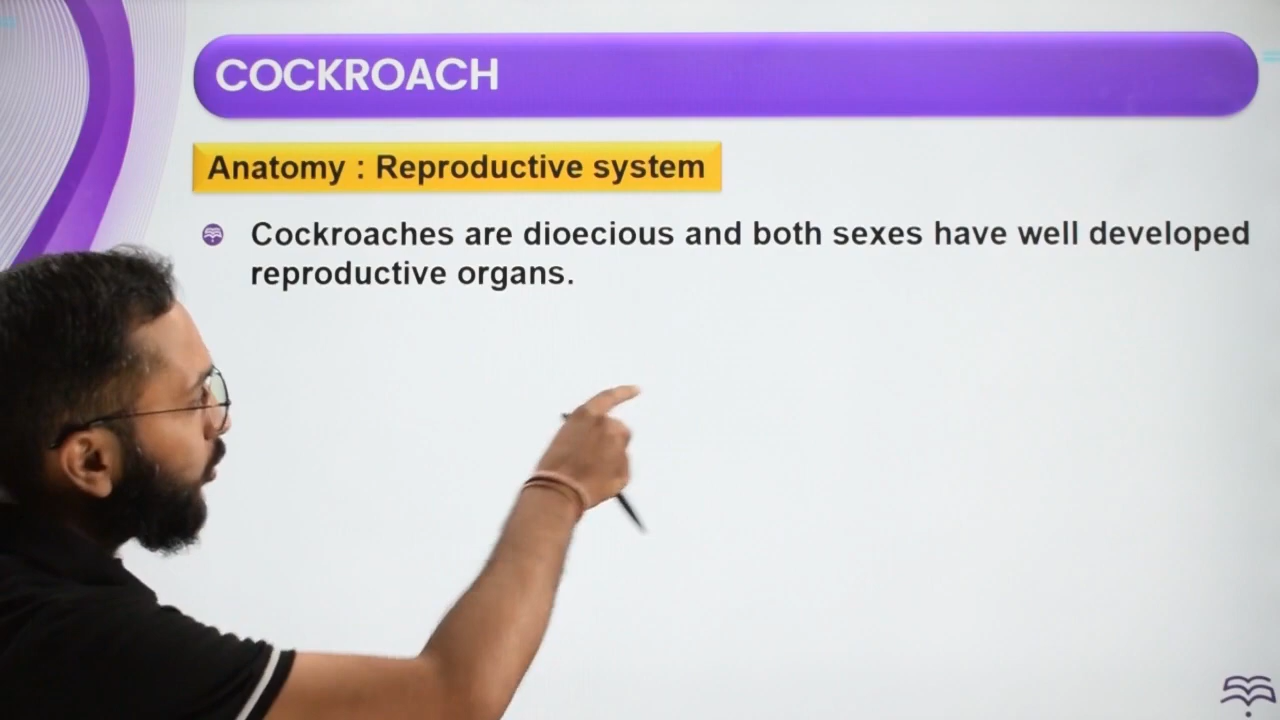 COCKROACH
Anatomy : Reproductive system
Cockroaches are dioecious and both sexes have well developed
reproductive organs.